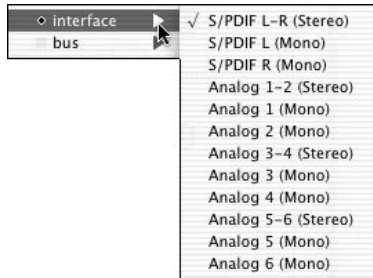 interface
bus
√ S/PDIF L-R (Stereo)
S/PDIF L (Mono)
S/PDIF R (Mono)
Analog 1-2 (Stereo)
Analog 1 (Mono)
Analog 2 (Mono)
Analog 3-4 (Stereo)
Analog 3 (Mono)
Analog 4 (Mono)
Analog 5-6 (Stereo)
Analog 5 (Mono)
Analog 6 (Mono)